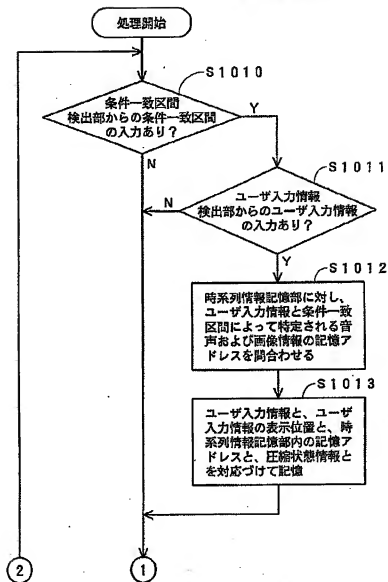 処理開始
S1010
条件一致区間
検出部からの条件一致区間
の入力あり？
Y
N
S1011
ユーザ入力情報
検出部からのユーザ入力情報
の入力あり？
N
Y
S1012
時系列情報記憶部に対し、
ユーザ入力情報と条件一致
区間によって特定される音
声および画像情報の記憶ア
ドレスを問合わせる
S1013
ユーザ入力情報と、ユーザ
入力情報の表示位置と、時
系列情報記憶部内の記憶ア
ドレスと、圧縮状態情報と
を対応づけて記憶
2
1